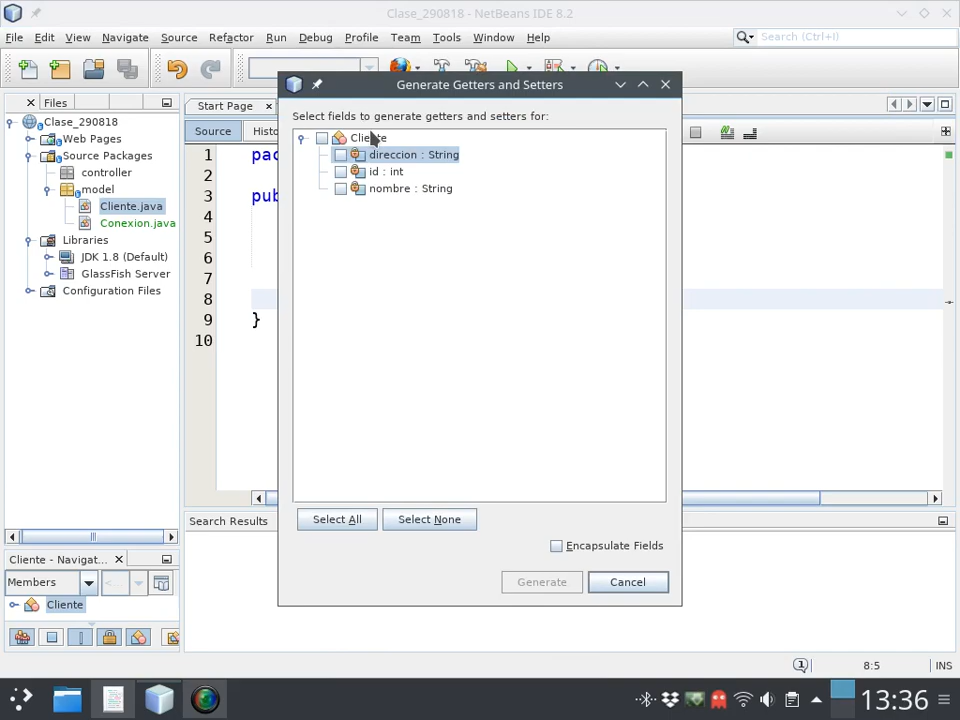 Clase_290818 - NetBeans IDE 8.2
File Edit View Navigate Source Refactor Run Debug Profile Team Tools Window Help
Search (Ctrl+I)
Generate Getters and Setters
Select fields to generate getters and setters for:
Cliente
direccion : String
id : int
nombre : String
Select All
Select None
Encapsulate Fields
Generate
Cancel
Files
Clase_290818
Web Pages
Source Packages
controller
model
Cliente.java
Conexion.java
Libraries
JDK 1.8 (Default)
GlassFish Server
Configuration Files
Start Page
Source
Histo
1 pac
2
3 pub
4
5
6
7
8
9 }
10
Search Results
Cliente - Navigat...
Members
Cliente
1
8:5
INS
13:36